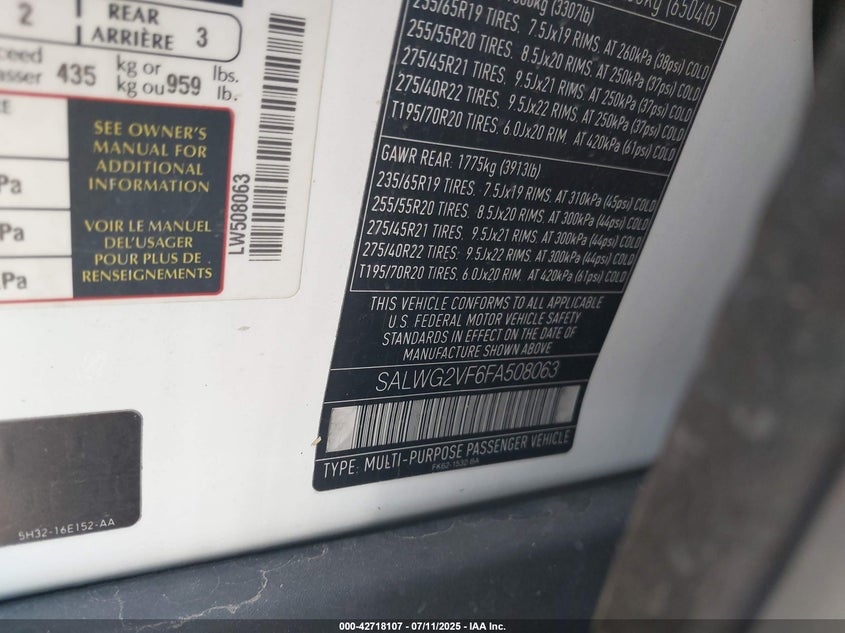 2
REAR
ARRIÈRE 3
435 kg or
kg ou 959 lbs.
lb.
SEE OWNER'S
MANUAL FOR
ADDITIONAL
INFORMATION
VOIR LE MANUEL
DEL'USAGER
POUR PLUS DE
RENSEIGNEMENTS
LW508063
(6504lb)
(3307lb)
235/65R19 TIRES, 7.5Jx19 RIMS, AT 260kPa (38psi) COLD
255/55R20 TIRES, 8.5Jx20 RIMS, AT 250kPa (37psi) COLD
275/45R21 TIRES, 9.5Jx21 RIMS, AT 250kPa (37psi) COLD
275/40R22 TIRES, 9.5Jx22 RIMS, AT 250kPa (37psi) COLD
T195/70R20 TIRES, 6.0Jx20 RIM, AT 420kPa (61psi) COLD
GAWR REAR 1775kg (3913lb)
235/65R19 TIRES, 7.5Jx19 RIMS, AT 310kPa (45psi) COLD
255/55R20 TIRES, 8.5Jx20 RIMS, AT 300kPa (44psi) COLD
275/45R21 TIRES, 9.5Jx21 RIMS, AT 300kPa (44psi) COLD
275/40R22 TIRES, 9.5Jx22 RIMS, AT 300kPa (44psi) COLD
T195/70R20 TIRES, 6.0Jx20 RIM, AT 420kPa (61psi) COLD
THIS VEHICLE CONFORMS TO ALL APPLICABLE
U.S. FEDERAL MOTOR VEHICLE SAFETY
STANDARDS IN EFFECT ON THE DATE OF
MANUFACTURE SHOWN ABOVE
SALWG2VF6FA508063
TYPE: MULTI-PURPOSE PASSENGER VEHICLE
FK62-1532-BA
5H32-16E152-AA
000-42718107 - 07/11/2025 - IAA Inc.